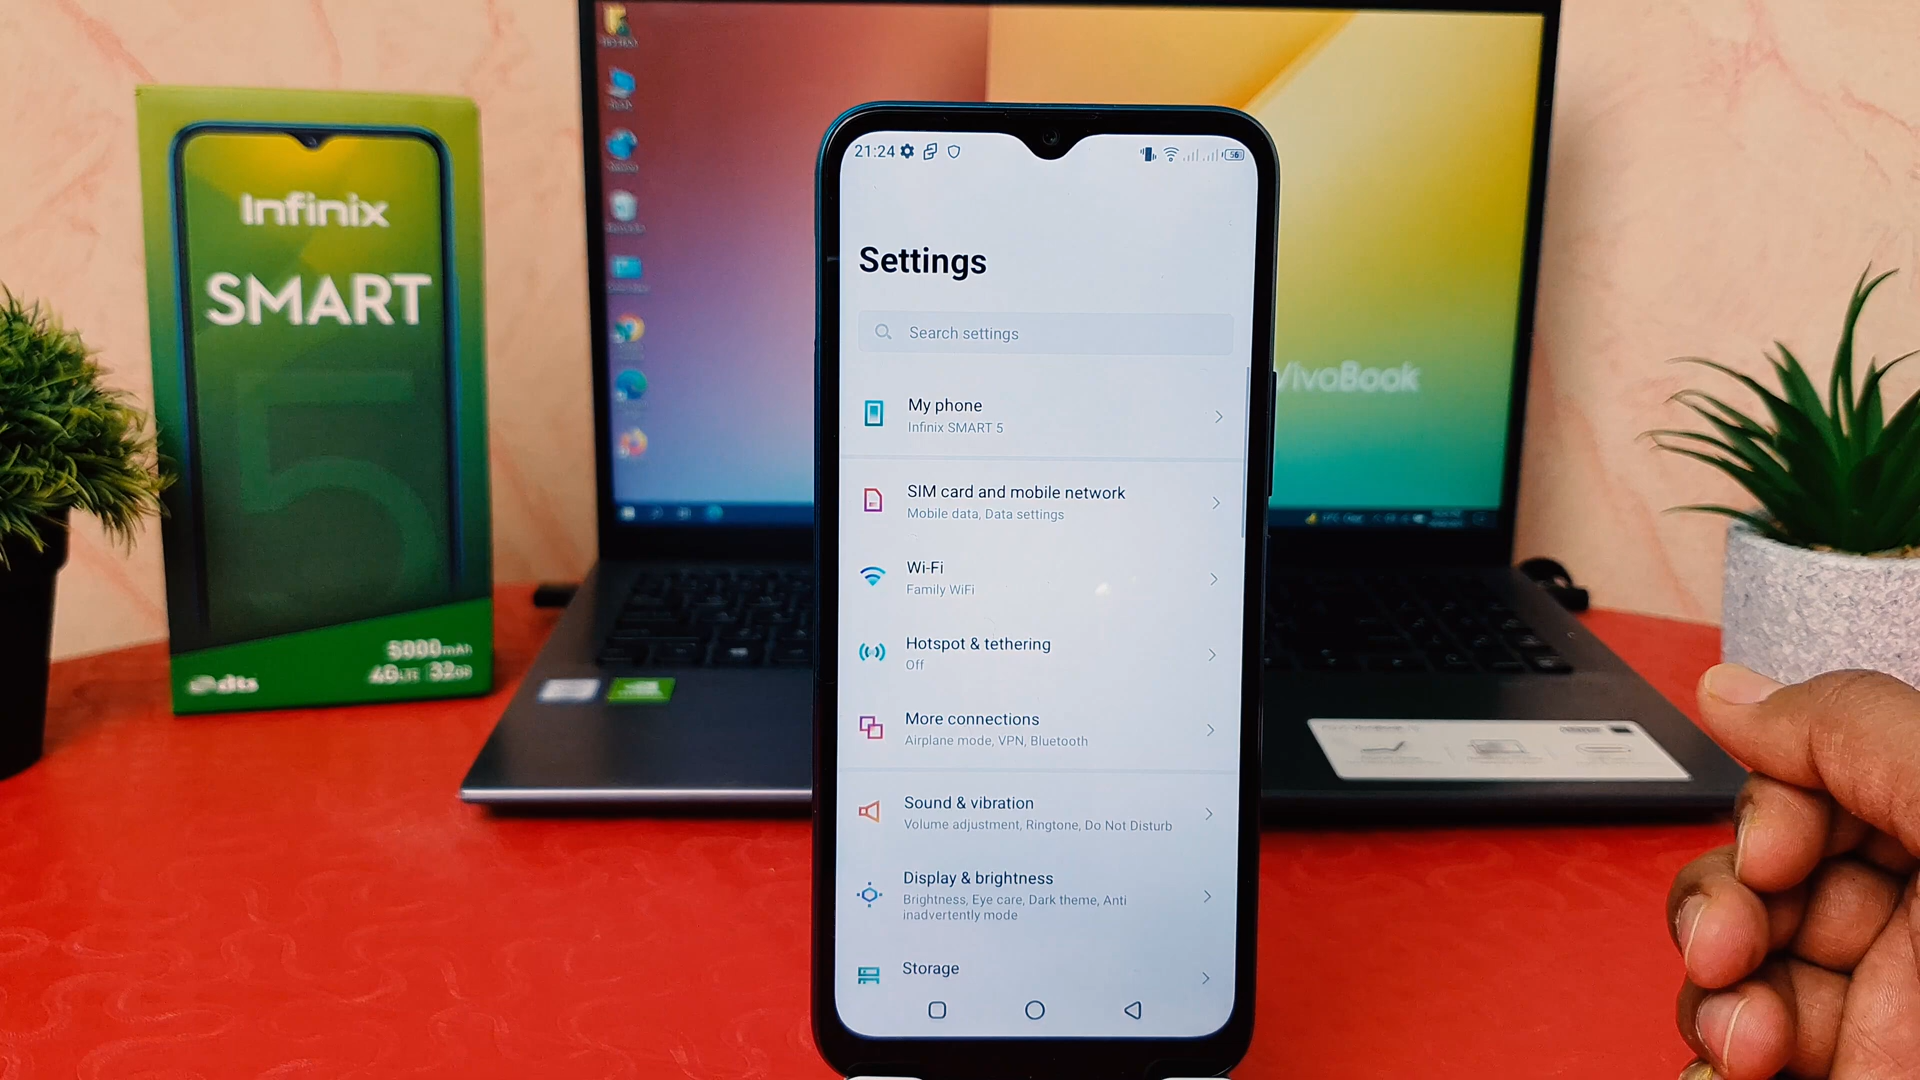 Infinix
SMART
5
5000mAh
4G LTE 32GB
dts
VivoBook
21:24
56
Settings
Search settings
My phone
Infinix SMART 5
SIM card and mobile network
Mobile data, Data settings
Wi-Fi
Family WiFi
Hotspot & tethering
Off
More connections
Airplane mode, VPN, Bluetooth
Sound & vibration
Volume adjustment, Ringtone, Do Not Disturb
Display & brightness
Brightness, Eye care, Dark theme, Anti
inadvertently mode
Storage